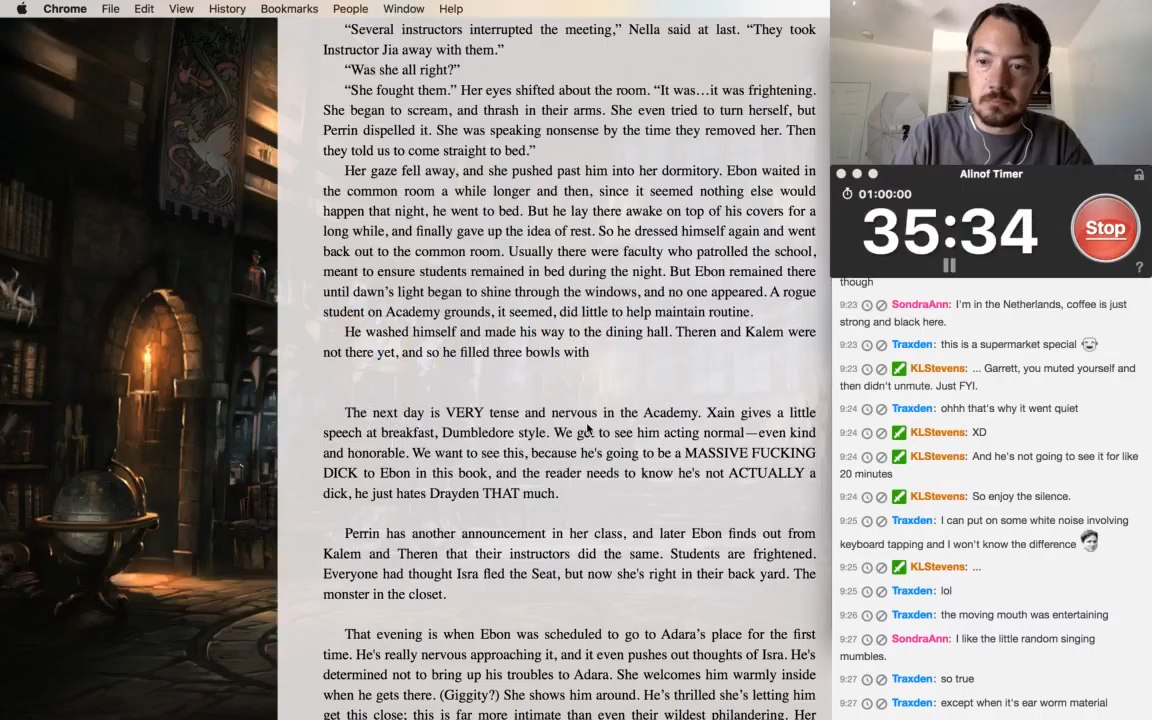 Chrome File Edit View History Bookmarks People Window Help
“Several instructors interrupted the meeting,” Nella said at last. “They took
Instructor Jia away with them.”
“Was she all right?”
“She fought them.” Her eyes shifted about the room. “It was…it was frightening.
She began to scream, and thrash in their arms. She even tried to turn herself, but
Perrin dispelled it. She was speaking nonsense by the time they removed her. Then
they told us to come straight to bed.”
Her gaze fell away, and she pushed past him into her dormitory. Ebon waited in
the common room a while longer and then, since it seemed nothing else would
happen that night, he went to bed. But he lay there awake on top of his covers for a
long while, and finally gave up the idea of rest. So he dressed himself again and went
back out to the common room. Usually there were faculty who patrolled the school,
meant to ensure students remained in bed during the night. But Ebon remained there
until dawn’s light began to shine through the windows, and no one appeared. A rogue
student on Academy grounds, it seemed, did little to help maintain routine.
He washed himself and made his way to the dining hall. Theren and Kalem were
not there yet, and so he filled three bowls with
The next day is VERY tense and nervous in the Academy. Xain gives a little
speech at breakfast, Dumbledore style. We get to see him acting normal—even kind
and honorable. We want to see this, because he's going to be a MASSIVE FUCKING
DICK to Ebon in this book, and the reader needs to know he's not ACTUALLY a
dick, he just hates Drayden THAT much.
Perrin has another announcement in her class, and later Ebon finds out from
Kalem and Theren that their instructors did the same. Students are frightened.
Everyone had thought Isra fled the Seat, but now she's right in their back yard. The
monster in the closet.
That evening is when Ebon was scheduled to go to Adara’s place for the first
time. He's really nervous approaching it, and it even pushes out thoughts of Isra. He's
determined not to bring up his troubles to Adara. She welcomes him warmly inside
when he gets there. (Giggity?) She shows him around. He’s thrilled she’s letting him
get this close; this is far more intimate than even their wildest philandering. Her
Alinof Timer
01:00:00
35:34
Stop
?
though
9:23 SondraAnn: I'm in the Netherlands, coffee is just
strong and black here.
9:23 Traxden: this is a supermarket special
9:23 KLStevens: ... Garrett, you muted yourself and
then didn't unmute. Just FYI.
9:24 Traxden: ohhh that's why it went quiet
9:24 KLStevens: XD
9:24 KLStevens: And he's not going to see it for like
20 minutes
9:24 KLStevens: So enjoy the silence.
9:25 Traxden: I can put on some white noise involving
keyboard tapping and I won't know the difference
9:25 KLStevens: ...
9:25 Traxden: lol
9:26 Traxden: the moving mouth was entertaining
9:27 SondraAnn: I like the little random singing
mumbles.
9:27 Traxden: so true
9:27 Traxden: except when it's ear worm material